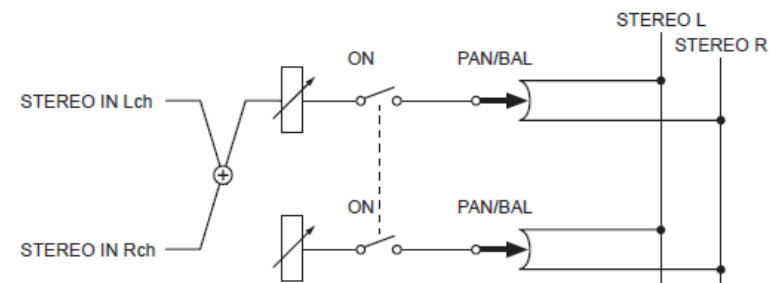 STEREO L
STEREO R
ON PAN/BAL
STEREO IN Lch
ON PAN/BAL
STEREO IN Rch